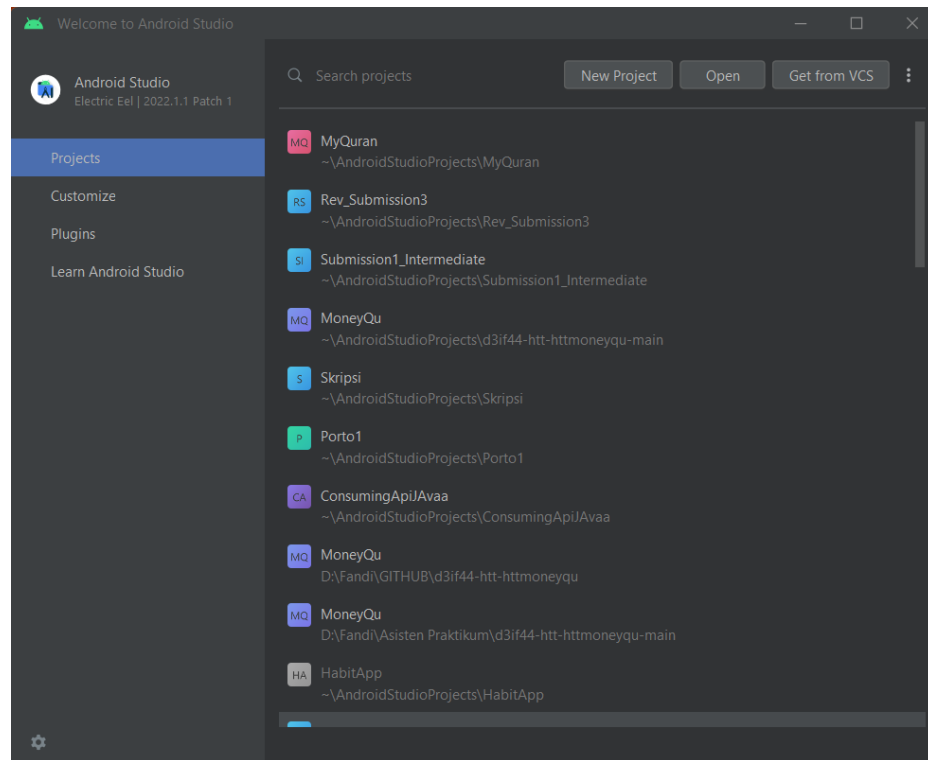 Welcome to Android Studio
Android Studio
Electric Eel | 2022.1.1 Patch 1
Projects
Customize
Plugins
Learn Android Studio
Search projects
New Project
Open
Get from VCS
MQ
MyQuran
~\AndroidStudioProjects\MyQuran
RS
Rev_Submission3
~\AndroidStudioProjects\Rev_Submission3
SI
Submission1_Intermediate
~\AndroidStudioProjects\Submission1_Intermediate
MQ
MoneyQu
~\AndroidStudioProjects\d3if44-htt-httmoneyqu-main
S
Skripsi
~\AndroidStudioProjects\Skripsi
P
Porto1
~\AndroidStudioProjects\Porto1
CA
ConsumingApiJAvaa
~\AndroidStudioProjects\ConsumingApiJAvaa
MQ
MoneyQu
D:\Fandi\GITHUB\d3if44-htt-httmoneyqu
MQ
MoneyQu
D:\Fandi\Asisten Praktikum\d3if44-htt-httmoneyqu-main
HA
HabitApp
~\AndroidStudioProjects\HabitApp